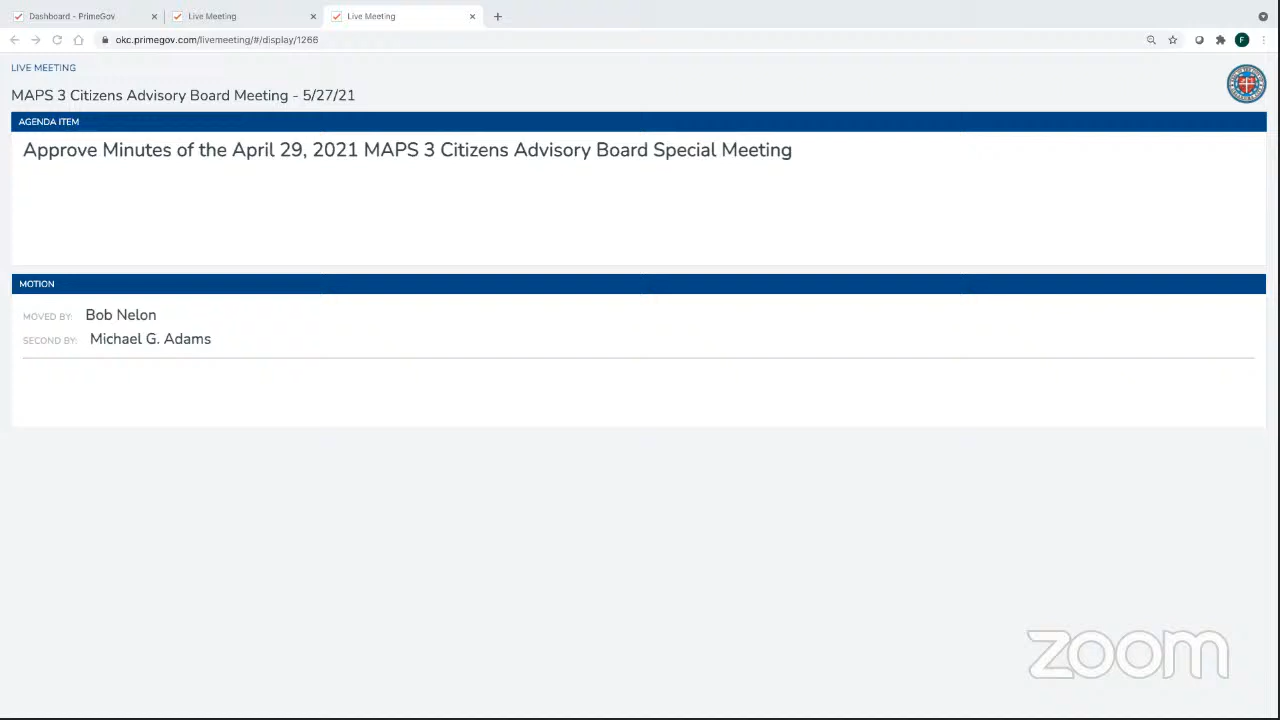 Dashboard - PrimeGov
Live Meeting
Live Meeting
okc.primegov.com/livemeeting/#/display/1266
F
LIVE MEETING
MAPS 3 Citizens Advisory Board Meeting - 5/27/21
AGENDA ITEM
Approve Minutes of the April 29, 2021 MAPS 3 Citizens Advisory Board Special Meeting
MOTION
MOVED BY: Bob Nelon
SECOND BY: Michael G. Adams
zoom